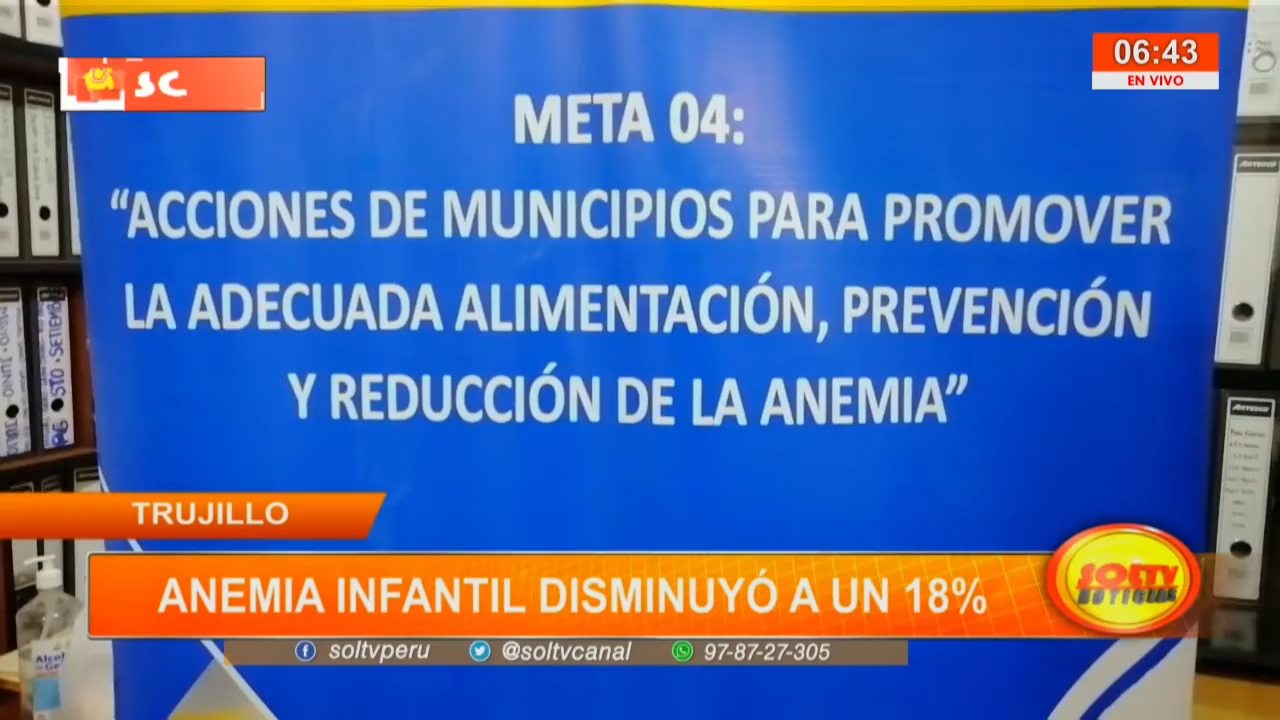 06:43
EN VIVO
SC
META 04:
“ACCIONES DE MUNICIPIOS PARA PROMOVER
LA ADECUADA ALIMENTACIÓN, PREVENCIÓN
Y REDUCCIÓN DE LA ANEMIA”
TRUJILLO
ANEMIA INFANTIL DISMINUYÓ A UN 18%
SOLTV
NOTICIAS
soltvperu @soltvcanal 97-87-27-305
Alcohol